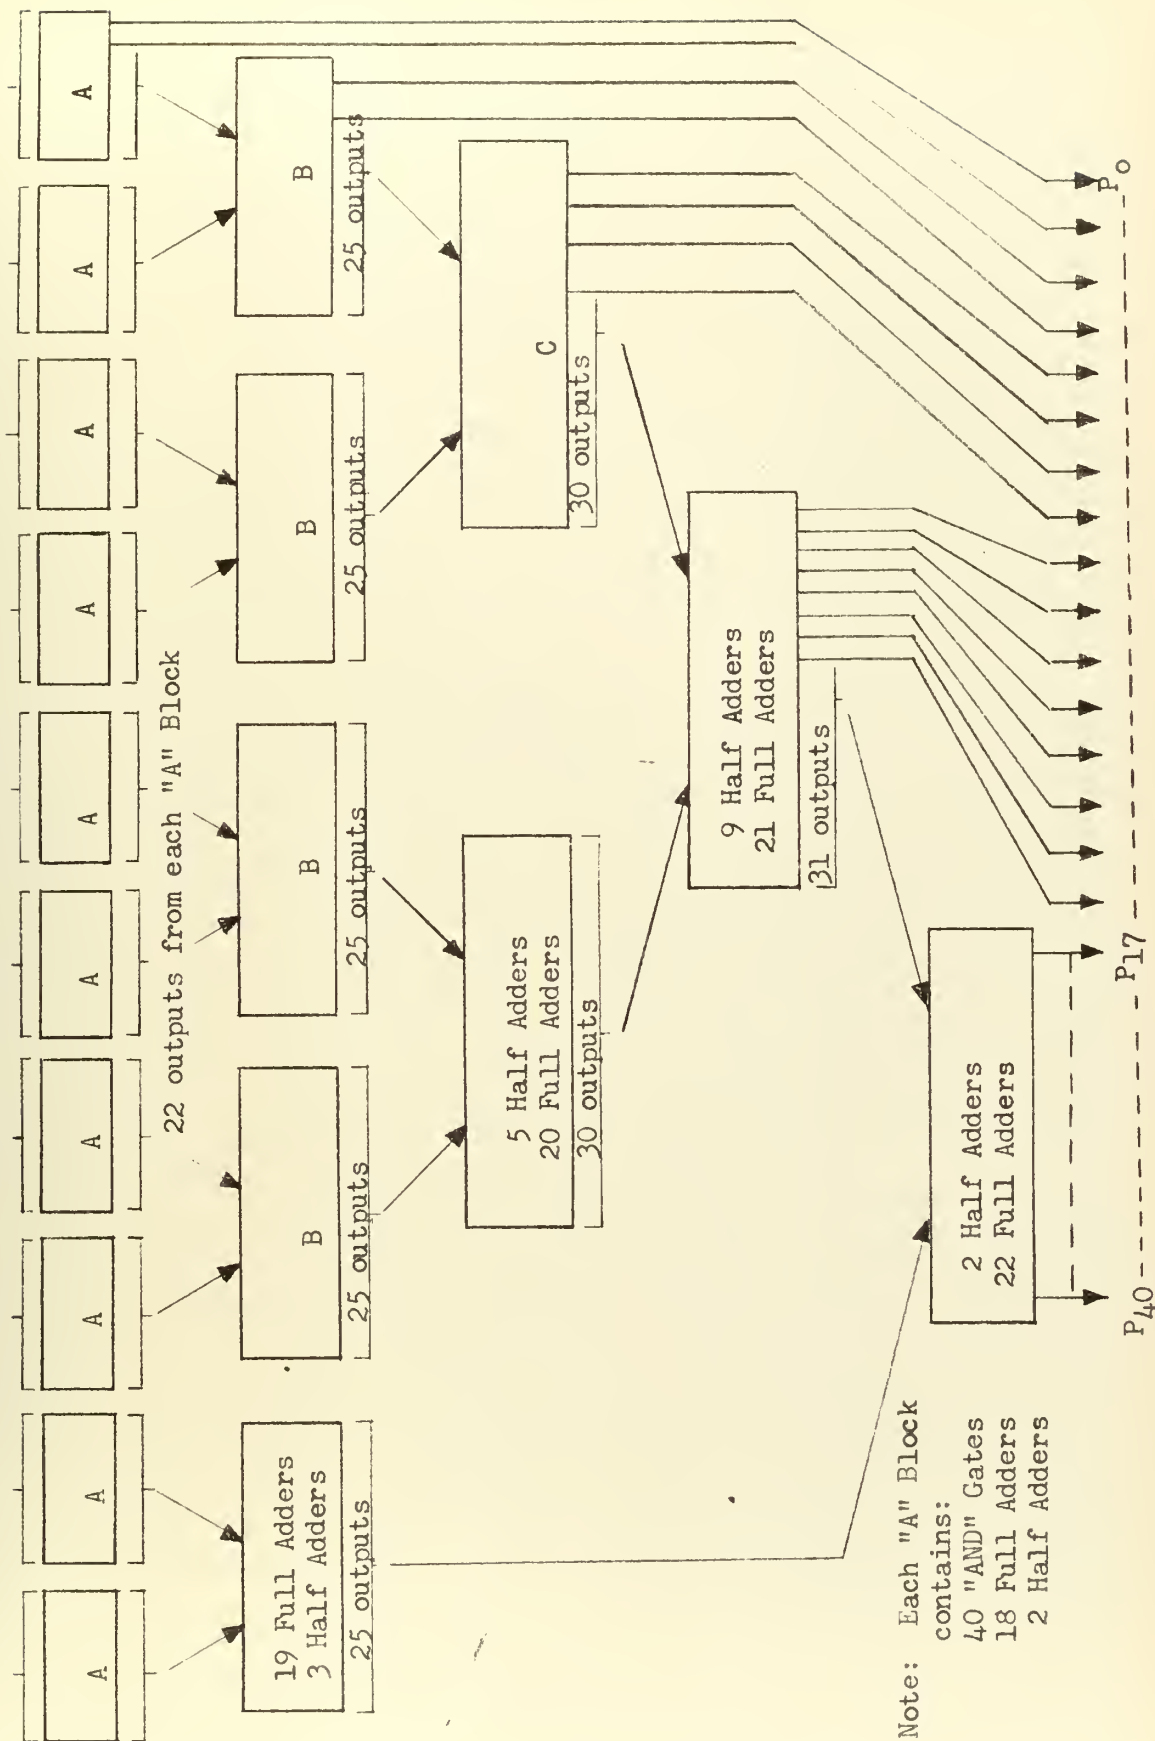 A A A A A A A A A A
22 outputs from each "A" Block
19 Full Adders
3 Half Adders
B B B B
25 outputs 25 outputs 25 outputs 25 outputs 25 outputs
5 Half Adders
20 Full Adders
C
30 outputs 30 outputs
9 Half Adders
21 Full Adders
31 outputs
2 Half Adders
22 Full Adders
Note: Each "A" Block
contains:
40 "AND" Gates
18 Full Adders
2 Half Adders
P40 P17 P0